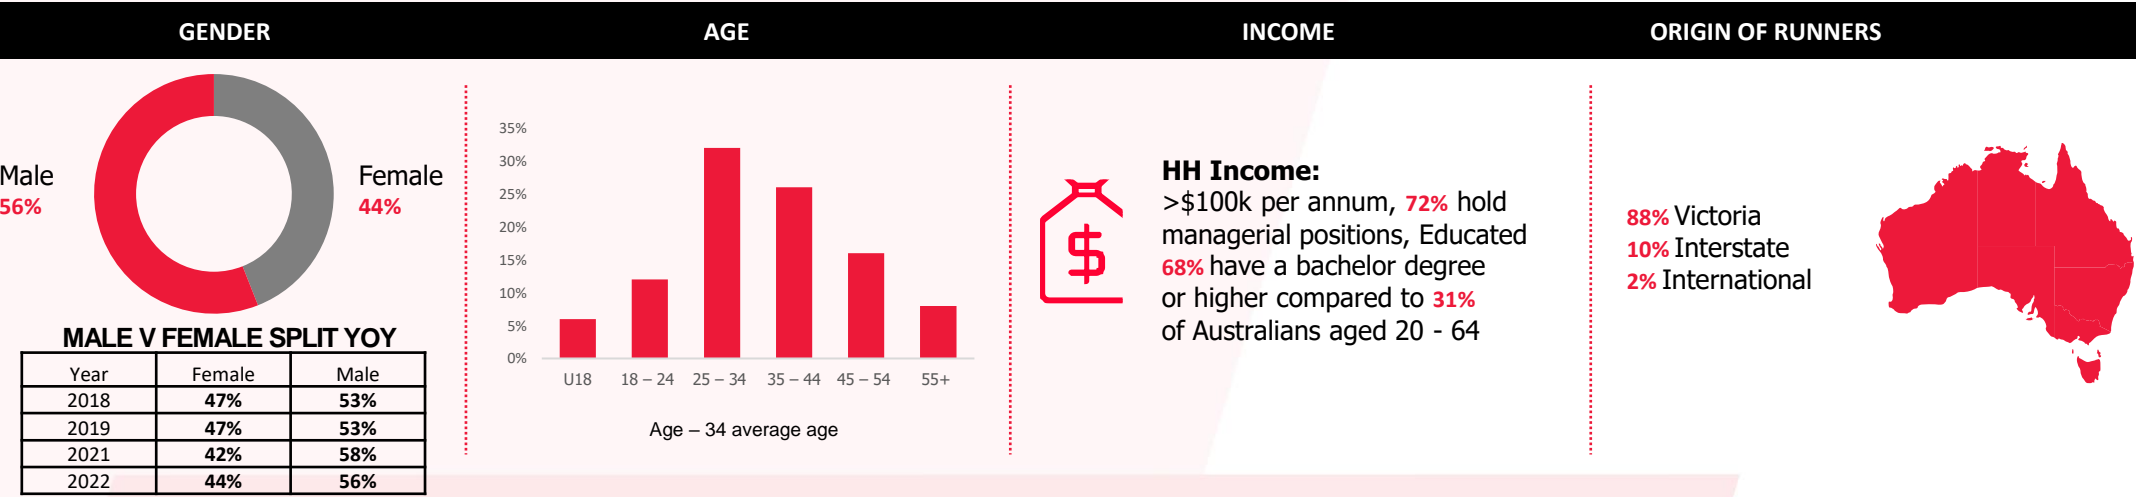 GENDER
AGE
INCOME
ORIGIN OF RUNNERS
Male
56%
Female
44%
MALE V FEMALE SPLIT YOY
Year Female Male
2018 47% 53%
2019 47% 53%
2021 42% 58%
2022 44% 56%
35%
30%
25%
20%
15%
10%
5%
0%
U18 18 – 24 25 – 34 35 – 44 45 – 54 55+
Age – 34 average age
$
HH Income:
>$100k per annum, 72% hold
managerial positions, Educated
68% have a bachelor degree
or higher compared to 31%
of Australians aged 20 - 64
88% Victoria
10% Interstate
2% International